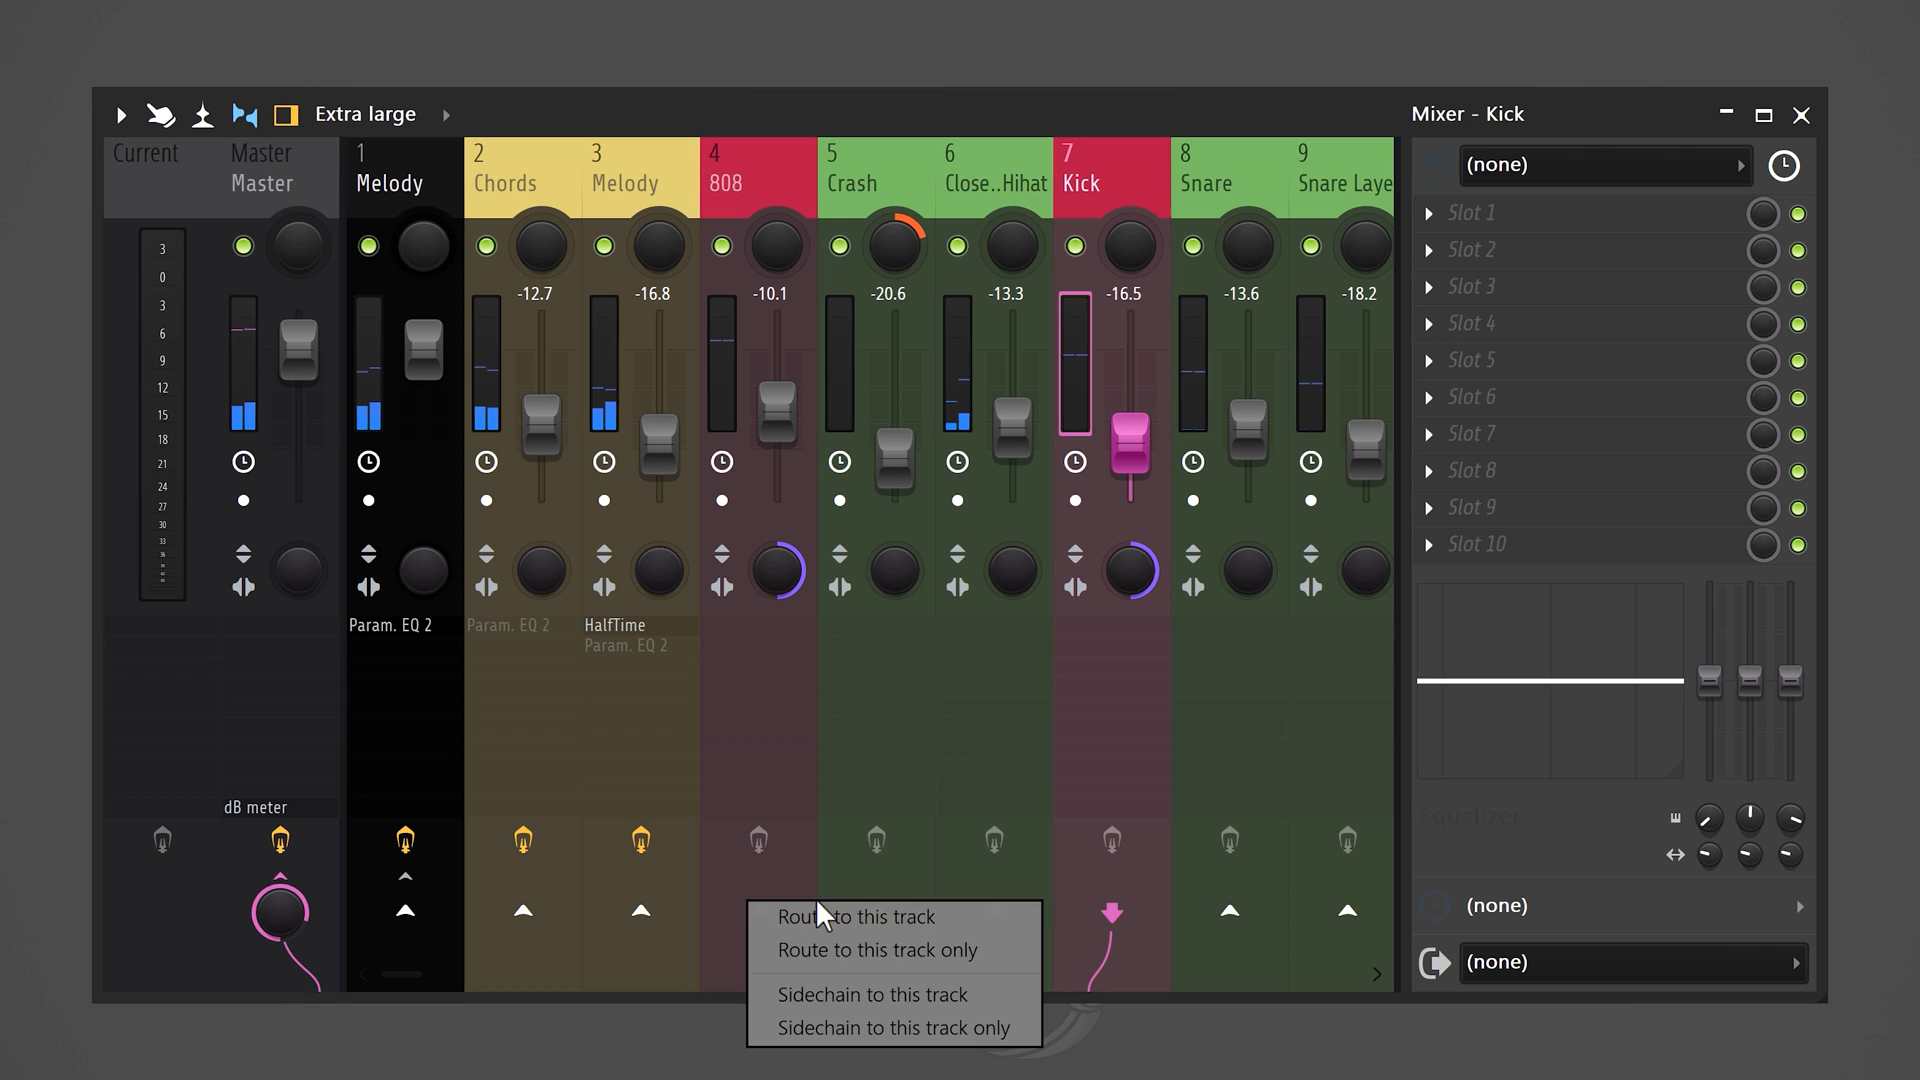 Extra large
Mixer - Kick
Current
Master
Master
1
Melody
2
Chords
3
Melody
4
808
5
Crash
6
Close..Hihat
7
Kick
8
Snare
9
Snare Laye
(none)
Slot 1
Slot 2
Slot 3
Slot 4
Slot 5
Slot 6
Slot 7
Slot 8
Slot 9
Slot 10
3
0
3
6
9
12
15
18
21
24
27
30
33
-12.7
-16.8
-10.1
-20.6
-13.3
-16.5
-13.6
-18.2
Param. EQ 2
Param. EQ 2
HalfTime
Param. EQ 2
dB meter
Equalizer
Route to this track
Route to this track only
Sidechain to this track
Sidechain to this track only
(none)
(none)